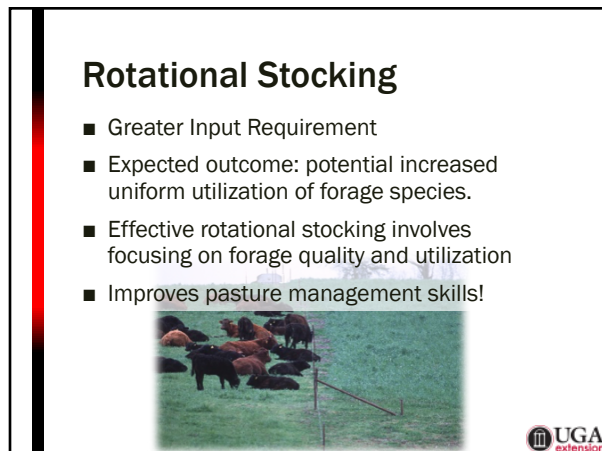 Rotational Stocking
■ Greater Input Requirement
■ Expected outcome: potential increased
uniform utilization of forage species.
■ Effective rotational stocking involves
focusing on forage quality and utilization
■ Improves pasture management skills!
UGA
extension